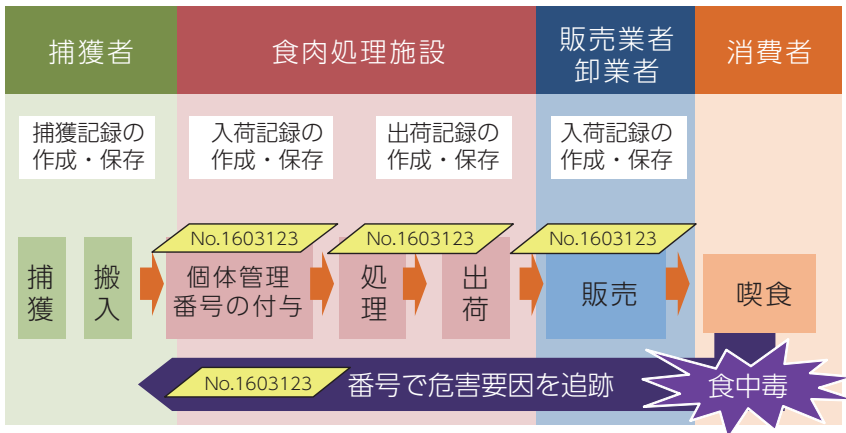 捕獲者
食肉処理施設
販売業者
卸業者
消費者
捕獲記録の
作成・保存
入荷記録の
作成・保存
出荷記録の
作成・保存
入荷記録の
作成・保存
No.1603123
No.1603123
No.1603123
捕獲
搬入
個体管理
番号の付与
処理
出荷
販売
喫食
No.1603123
番号で危害要因を追跡
食中毒